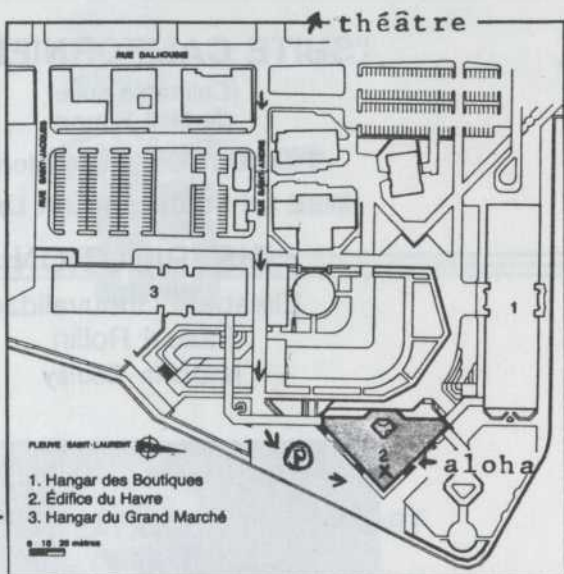 théâtre
RUE DALHOUSIE
RUE SAINT-JACQUES
RUE SAINT-ANDRÉ
3
1
2
aloha
P
FLEUVE SAINT-LAURENT
1. Hangar des Boutiques
2. Édifice du Havre
3. Hangar du Grand Marché
0 10 20 mètres